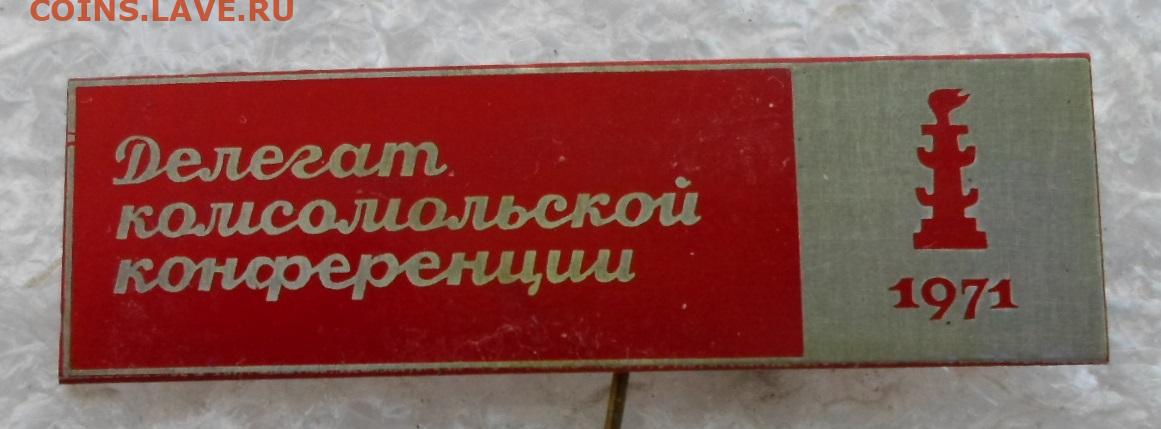 COINS.LAVE.RU
Делегат
комсомольской
конференции
1971